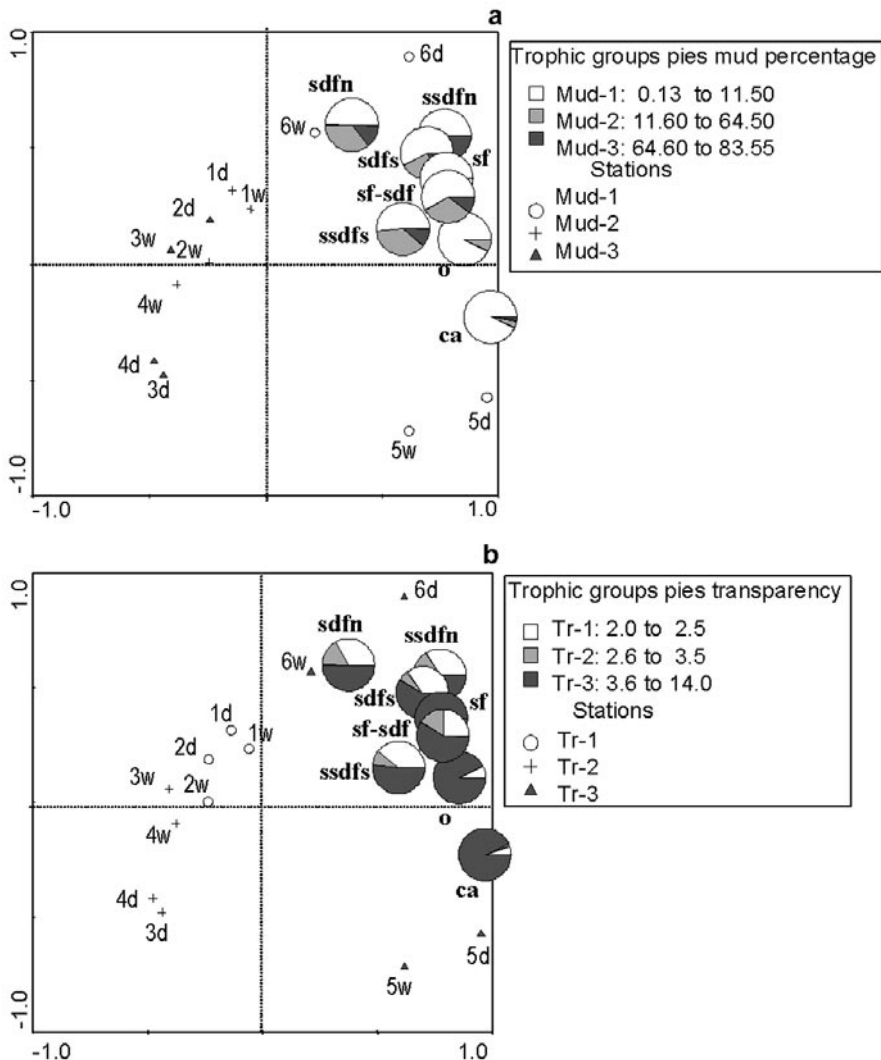 a
1.0
6d
sdfn
ssdfn
6w
sdfs
sf
1d
1w
sf-sdf
2d
ssdfs
3w
2w
o
4w
ca
4d
3d
5d
5w
-1.0
-1.0
1.0
Trophic groups pies mud percentage
Mud-1: 0.13 to 11.50
Mud-2: 11.60 to 64.50
Mud-3: 64.60 to 83.55
Stations
Mud-1
Mud-2
Mud-3
b
1.0
6d
sdfn
ssdfn
6w
sdfs
sf
1d
1w
sf-sdf
2d
ssdfs
3w
2w
o
4w
ca
4d
3d
5d
5w
-1.0
-1.0
1.0
Trophic groups pies transparency
Tr-1: 2.0 to 2.5
Tr-2: 2.6 to 3.5
Tr-3: 3.6 to 14.0
Stations
Tr-1
Tr-2
Tr-3